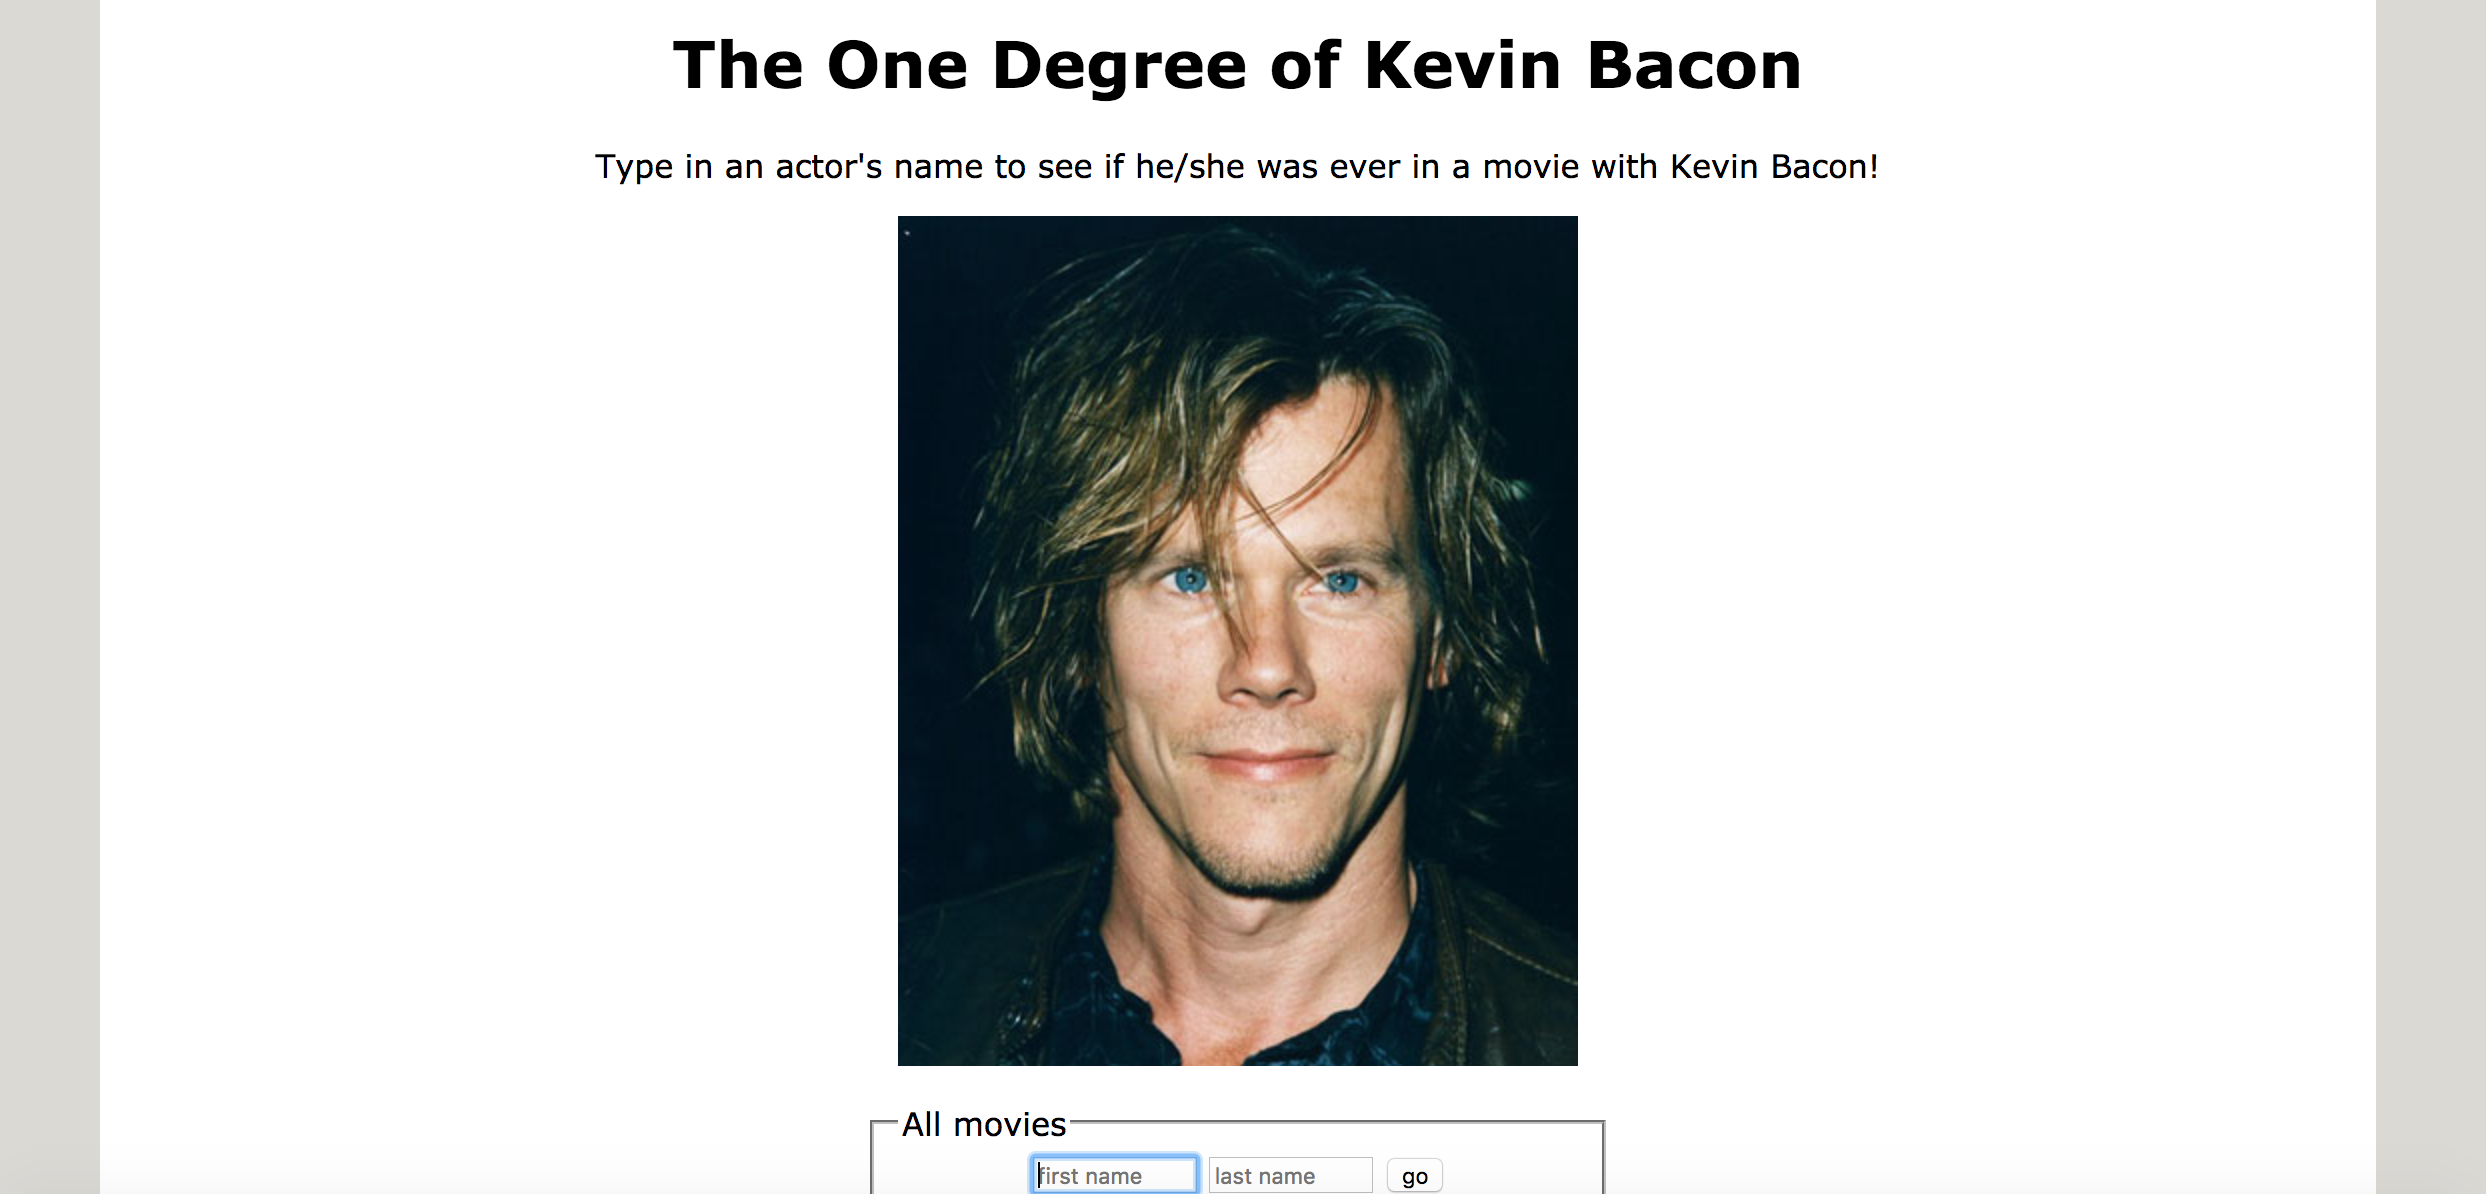 The One Degree of Kevin Bacon
Type in an actor's name to see if he/she was ever in a movie with Kevin Bacon!
All movies
first name last name go